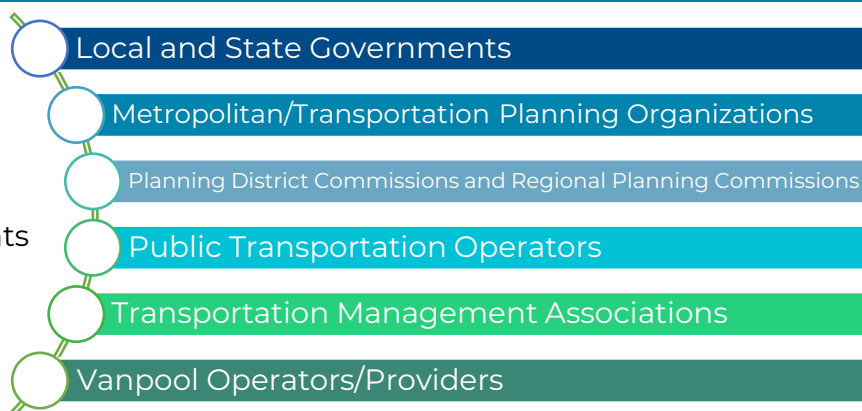 Local and State Governments
Metropolitan/Transportation Planning Organizations
Planning District Commissions and Regional Planning Commissions
Public Transportation Operators
Transportation Management Associations
Vanpool Operators/Providers